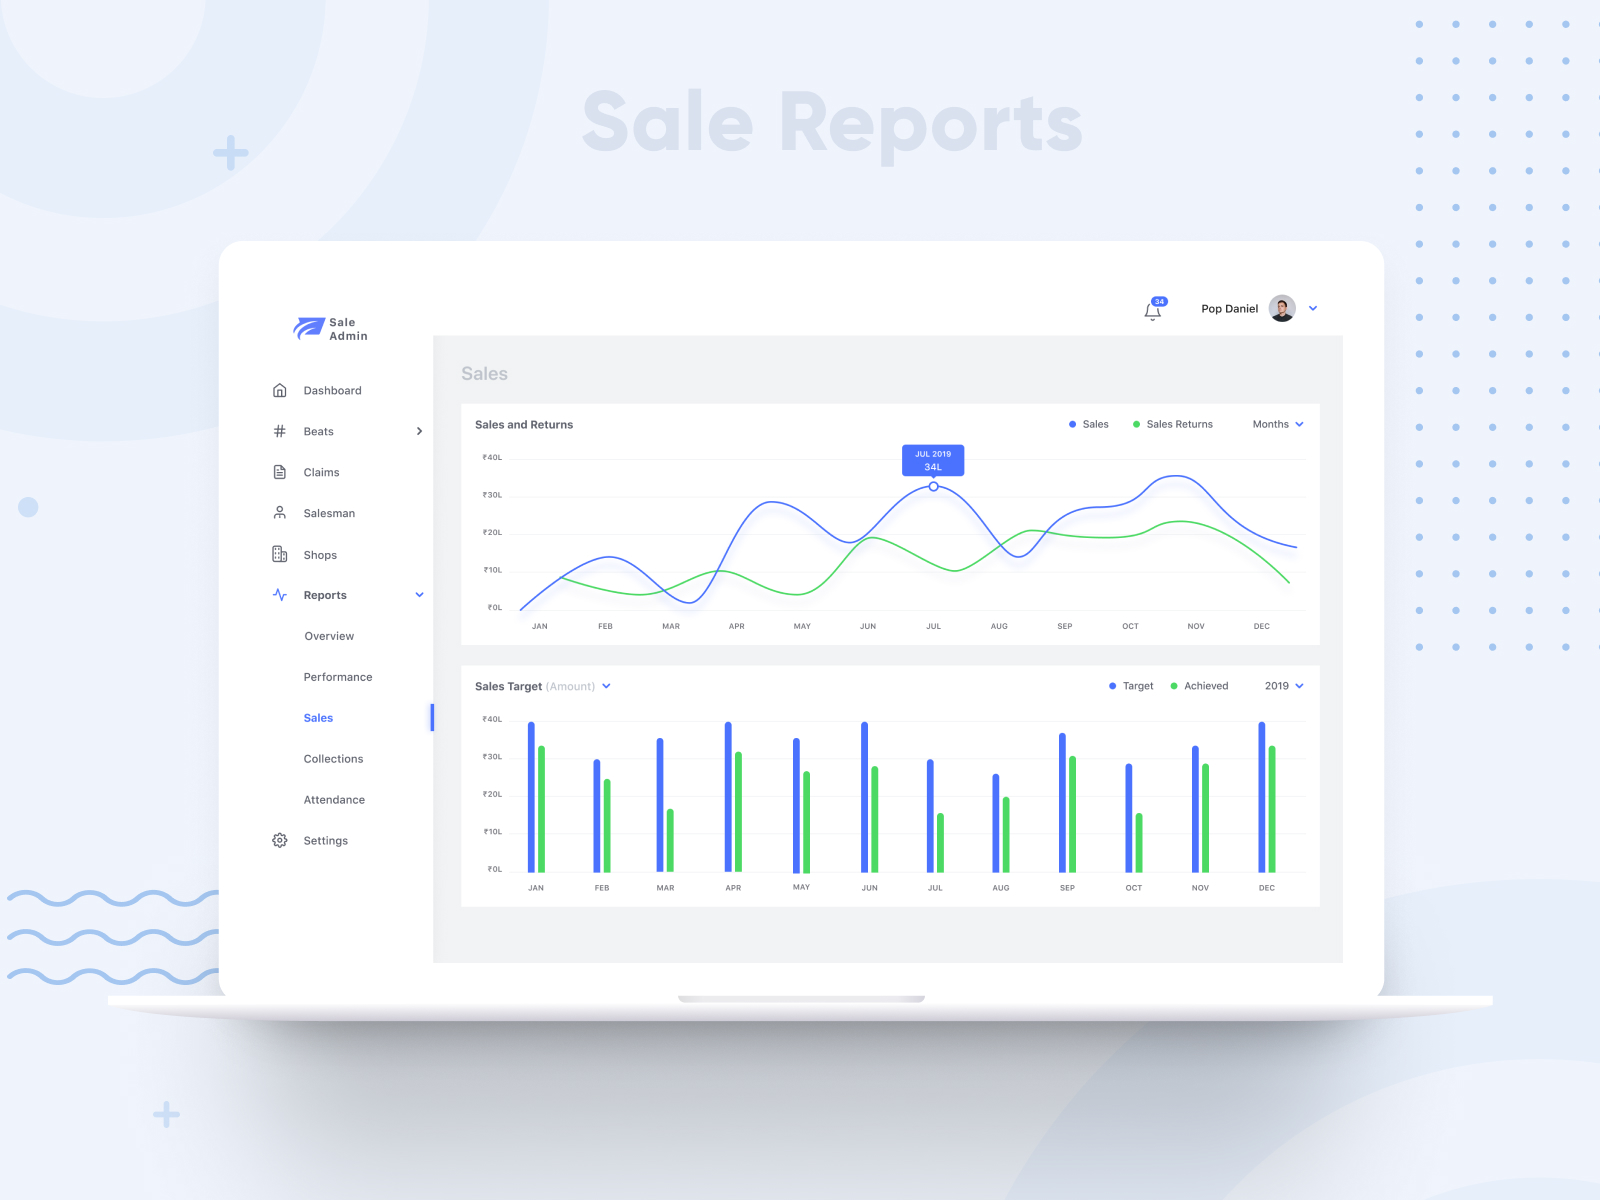 Sale Reports
34
Pop Daniel
Sale
Admin
Dashboard
Beats
Claims
Salesman
Shops
Reports
Overview
Performance
Sales
Collections
Attendance
Settings
Sales
Sales and Returns
Sales
Sales Returns
Months
JUL 2019
34L
₹40L
₹30L
₹20L
₹10L
₹0L
JAN FEB MAR APR MAY JUN JUL AUG SEP OCT NOV DEC
Sales Target (Amount)
Target
Achieved
2019
₹40L
₹30L
₹20L
₹10L
₹0L
JAN FEB MAR APR MAY JUN JUL AUG SEP OCT NOV DEC